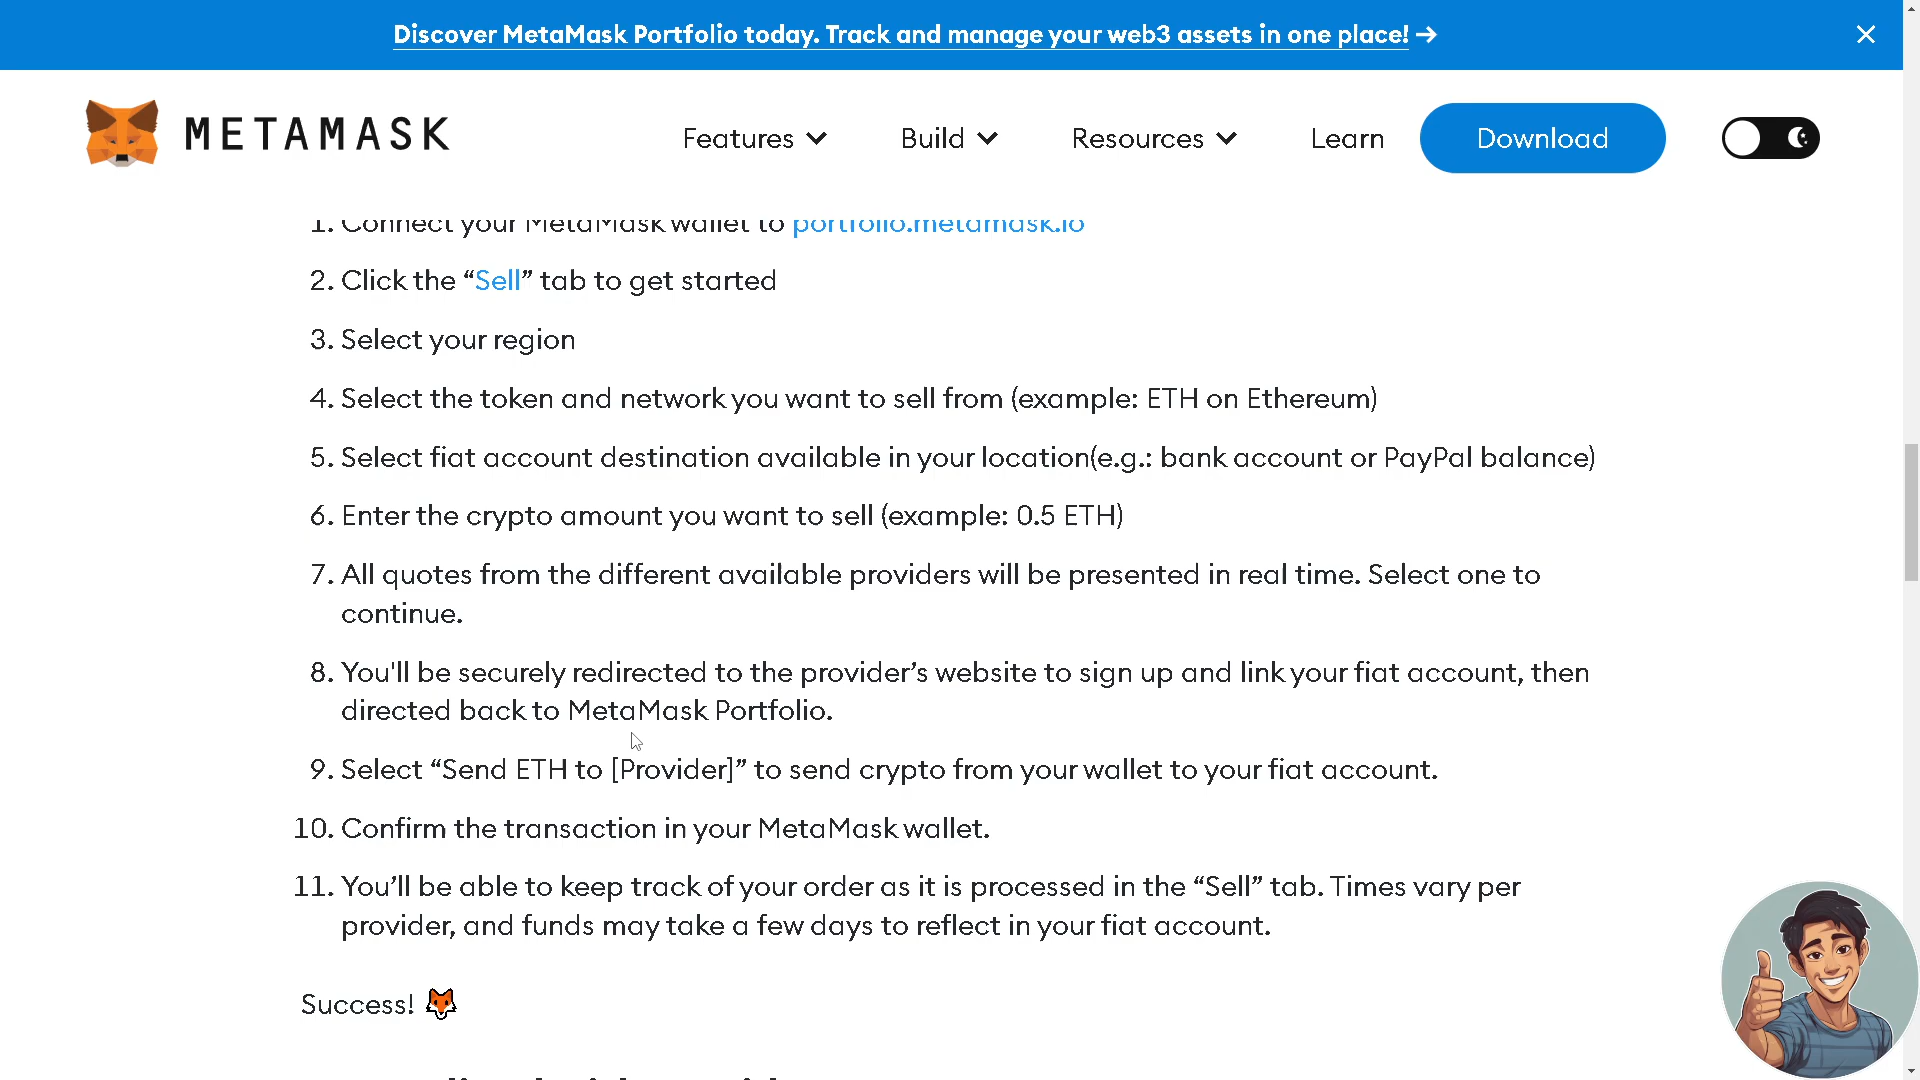 Discover MetaMask Portfolio today. Track and manage your web3 assets in one place! →
METAMASK
Features
Build
Resources
Learn
Download
1. Connect your MetaMask wallet to portfolio.metamask.io
2. Click the “Sell” tab to get started
3. Select your region
4. Select the token and network you want to sell from (example: ETH on Ethereum)
5. Select fiat account destination available in your location(e.g.: bank account or PayPal balance)
6. Enter the crypto amount you want to sell (example: 0.5 ETH)
7. All quotes from the different available providers will be presented in real time. Select one to
continue.
8. You'll be securely redirected to the provider’s website to sign up and link your fiat account, then
directed back to MetaMask Portfolio.
9. Select “Send ETH to [Provider]” to send crypto from your wallet to your fiat account.
10. Confirm the transaction in your MetaMask wallet.
11. You’ll be able to keep track of your order as it is processed in the “Sell” tab. Times vary per
provider, and funds may take a few days to reflect in your fiat account.
Success! 🦊